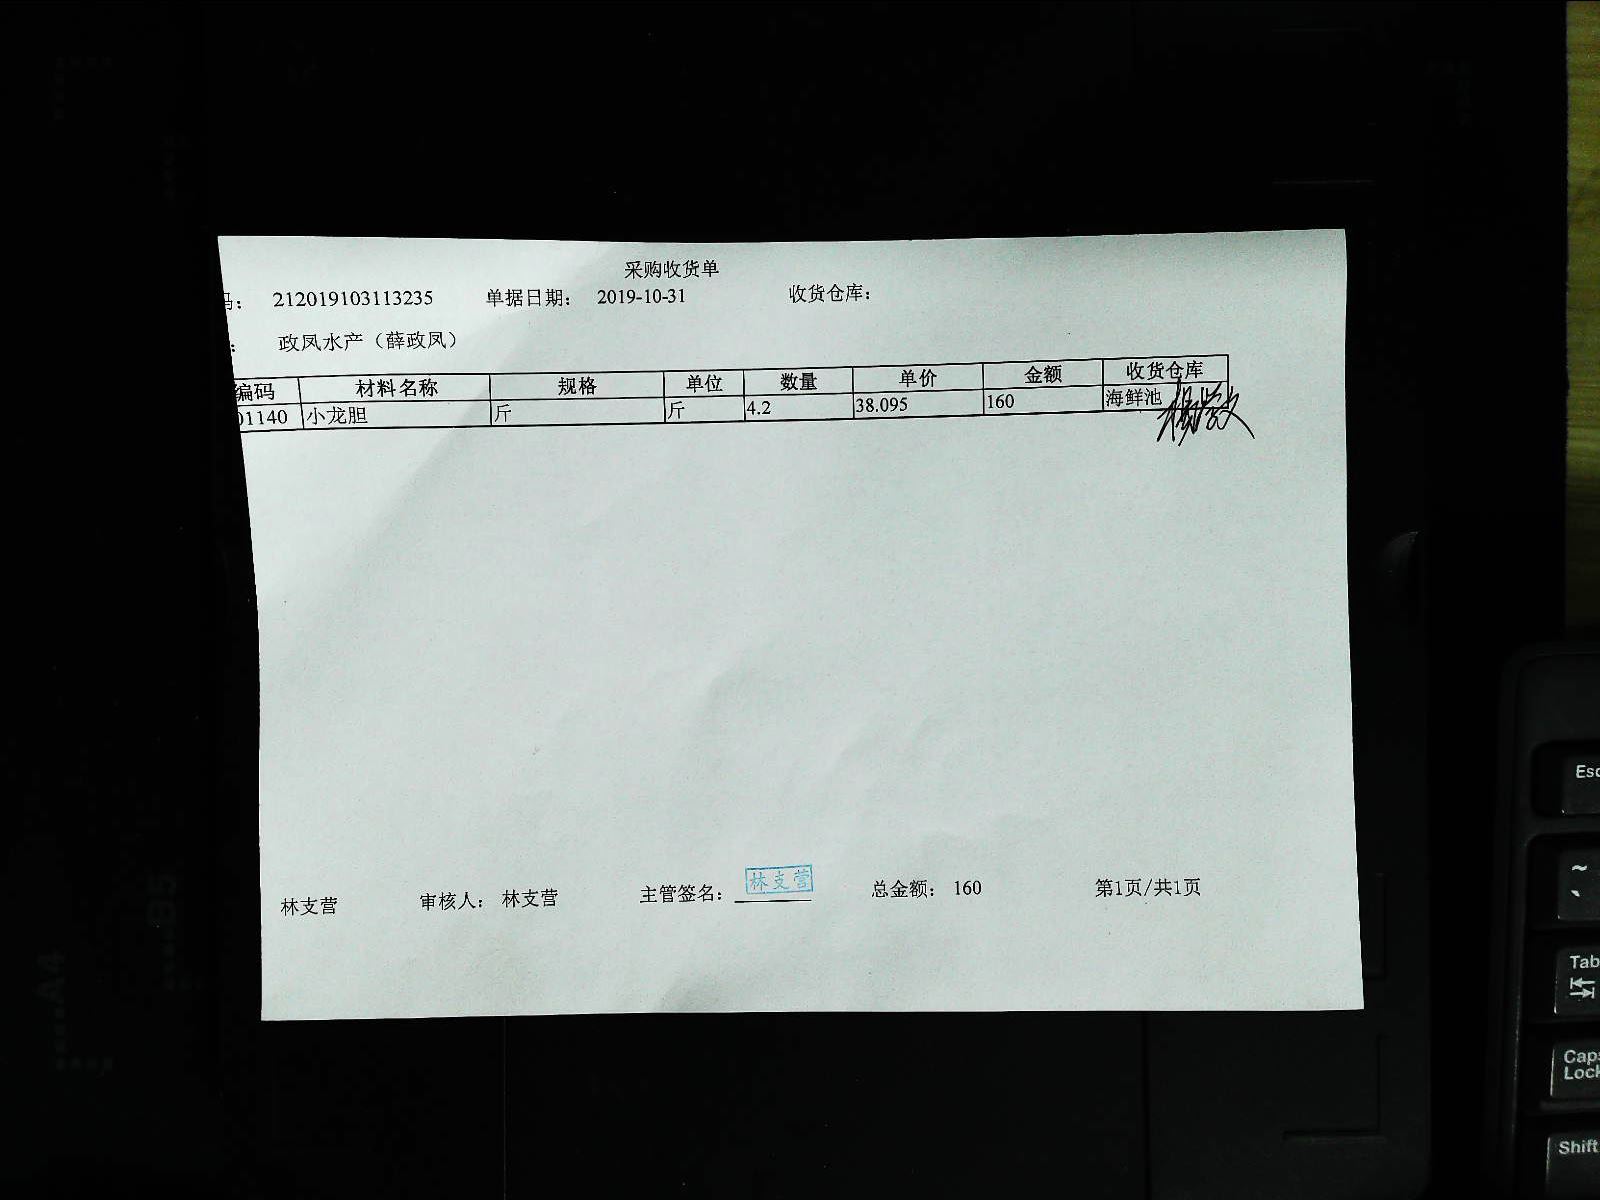 采购收货单
码： 212019103113235 单据日期： 2019-10-31 收货仓库：
： 政凤水产（薛政凤）
编码 材料名称 规格 单位 数量 单价 金额 收货仓库
01140 小龙胆 斤 斤 4.2 38.095 160 海鲜池
林支营 审核人： 林支营 主管签名： 林支营 总金额： 160 第1页/共1页
A4
B5
Esc
~
`
Tab
Caps
Lock
Shift